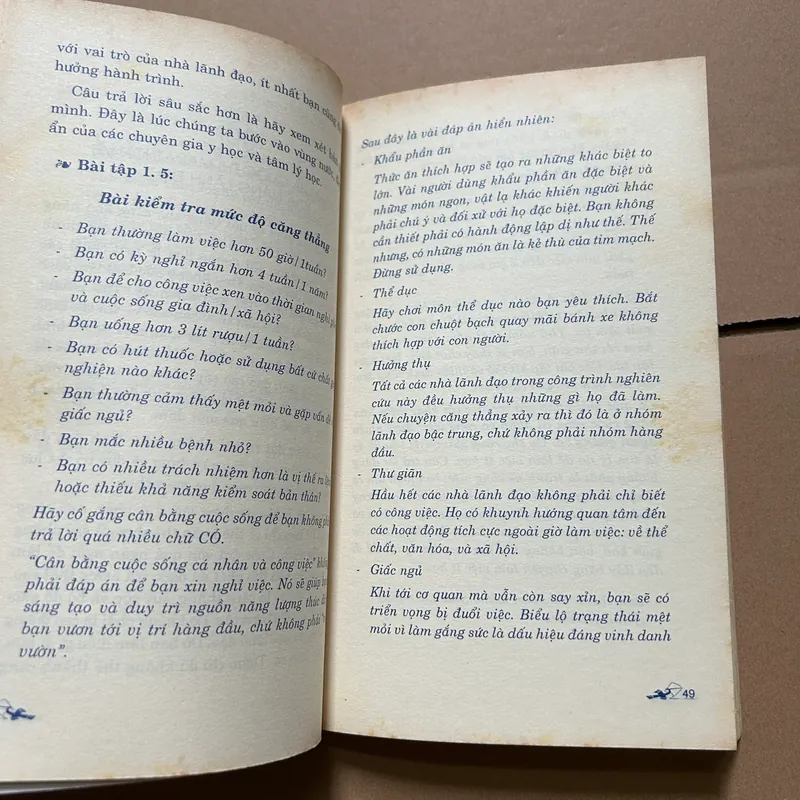 với vai trò của nhà lãnh đạo, ít nhất bạn cũng
hưởng hành trình.
Câu trả lời sâu sắc hơn là hãy xem xét
mình. Đây là lúc chúng ta bước vào vùng nước
ẩn của các chuyên gia y học và tâm lý học.
Bài tập 1. 5:
Bài kiểm tra mức độ căng thẳng
- Bạn thường làm việc hơn 50 giờ/1tuần?
- Bạn có kỳ nghỉ ngắn hơn 4 tuần/1 năm?
- Bạn để cho công việc xen vào thời gian nghỉ
và cuộc sống gia đình/xã hội?
- Bạn uống hơn 3 lít rượu/1 tuần?
- Bạn có hút thuốc hoặc sử dụng bất cứ chất
nghiện nào khác?
- Bạn thường cảm thấy mệt mỏi và gặp vấn đề
giấc ngủ?
- Bạn mắc nhiều bệnh nhỏ?
- Bạn có nhiều trách nhiệm hơn là vị thế ra
hoặc thiếu khả năng kiểm soát bản thân?
Hãy cố gắng cân bằng cuộc sống để bạn không
trả lời quá nhiều chữ CÓ.
“Cân bằng cuộc sống cá nhân và công việc”
phải đáp án để bạn xin nghỉ việc. Nó sẽ giúp
sáng tạo và duy trì nguồn năng lượng thúc
bạn vươn tới vị trí hàng đầu, chứ không phải
vườn”.
Sau đây là vài đáp án hiển nhiên:
- Khẩu phần ăn
Thức ăn thích hợp sẽ tạo ra những khác biệt to
lớn. Vài người dùng khẩu phần ăn đặc biệt và
những món ngon, vật lạ khác khiến người khác
phải chú ý và đối xử với họ đặc biệt. Bạn không
cần thiết phải có hành động lập dị như thế. Thế
nhưng, có những món ăn là kẻ thù của tim mạch.
Đừng sử dụng.
- Thể dục
Hãy chơi môn thể dục nào bạn yêu thích. Bắt
chước con chuột bạch quay mãi bánh xe không
thích hợp với con người.
- Hưởng thụ
Tất cả các nhà lãnh đạo trong công trình nghiên
cứu này đều hưởng thụ những gì họ đã làm.
Nếu chuyện căng thẳng xảy ra thì đó là ở nhóm
lãnh đạo bậc trung, chứ không phải nhóm hàng
đầu.
- Thư giãn
Hầu hết các nhà lãnh đạo không phải chỉ biết
có công việc. Họ có khuynh hướng quan tâm đến
các hoạt động tích cực ngoài giờ làm việc: về thể
chất, văn hóa, và xã hội.
- Giấc ngủ
Khi tới cơ quan mà vẫn còn say xỉn, bạn sẽ có
triển vọng bị đuổi việc. Biểu lộ trạng thái mệt
mỏi vì làm gắng sức là dấu hiệu đáng vinh danh
49